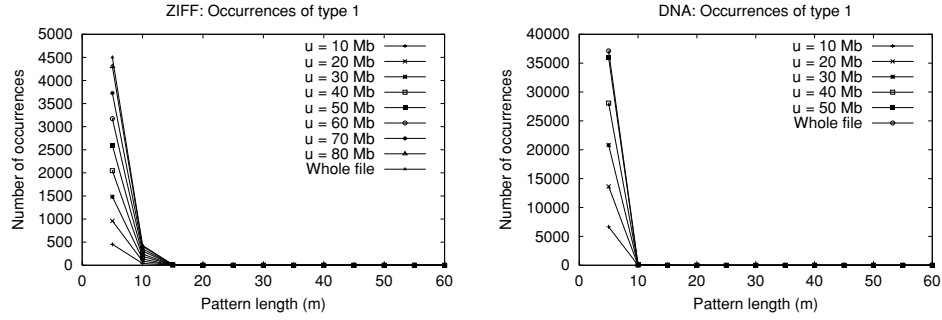 ZIFF: Occurrences of type 1
Number of occurrences
5000
4500
4000
3500
3000
2500
2000
1500
1000
500
0
0 10 20 30 40 50 60
Pattern length (m)
u = 10 Mb
u = 20 Mb
u = 30 Mb
u = 40 Mb
u = 50 Mb
u = 60 Mb
u = 70 Mb
u = 80 Mb
Whole file
DNA: Occurrences of type 1
Number of occurrences
40000
35000
30000
25000
20000
15000
10000
5000
0
0 10 20 30 40 50 60
Pattern length (m)
u = 10 Mb
u = 20 Mb
u = 30 Mb
u = 40 Mb
u = 50 Mb
Whole file